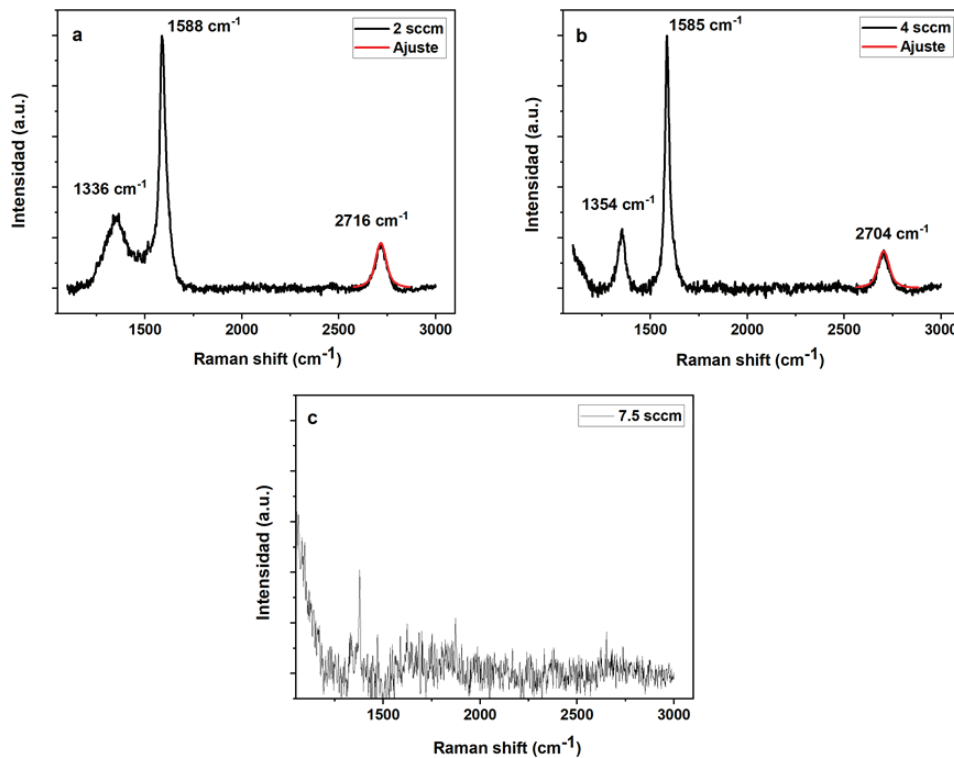 a
1588 cm-1
2 sccm
Ajuste
1336 cm-1
2716 cm-1
Intensidad (a.u.)
1500 2000 2500 3000
Raman shift (cm-1)
b
1585 cm-1
4 sccm
Ajuste
1354 cm-1
2704 cm-1
Intensidad (a.u.)
1500 2000 2500 3000
Raman shift (cm-1)
c
7.5 sccm
Intensidad (a.u.)
1500 2000 2500 3000
Raman shift (cm-1)